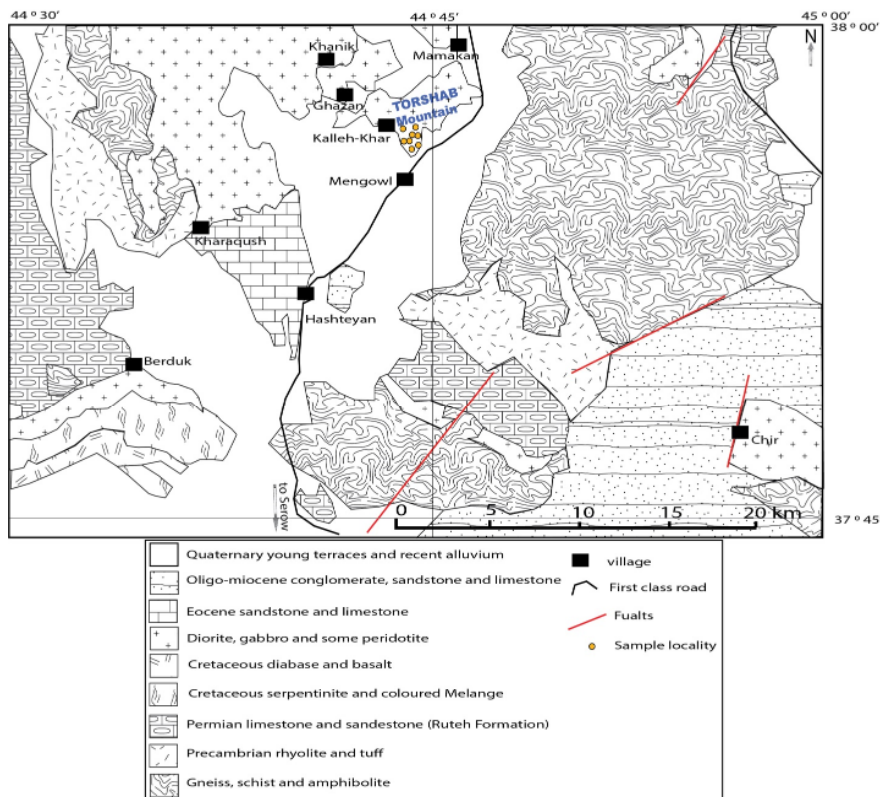 44 º 30´
44 º 45´
45 º 00´
38 º 00´
N
Khanik
Mamakan
Ghazan
TORSHAB
Mountain
Kalleh-Khar
Mengowl
Kharaqush
Hashteyan
Berduk
Chir
to Serow
0 5 10 15 20 km
37 º 45´
Quaternary young terraces and recent alluvium
Oligo-miocene conglomerate, sandstone and limestone
Eocene sandstone and limestone
Diorite, gabbro and some peridotite
Cretaceous diabase and basalt
Cretaceous serpentinite and coloured Melange
Permian limestone and sandestone (Ruteh Formation)
Precambrian rhyolite and tuff
Gneiss, schist and amphibolite
village
First class road
Fualts
Sample locality